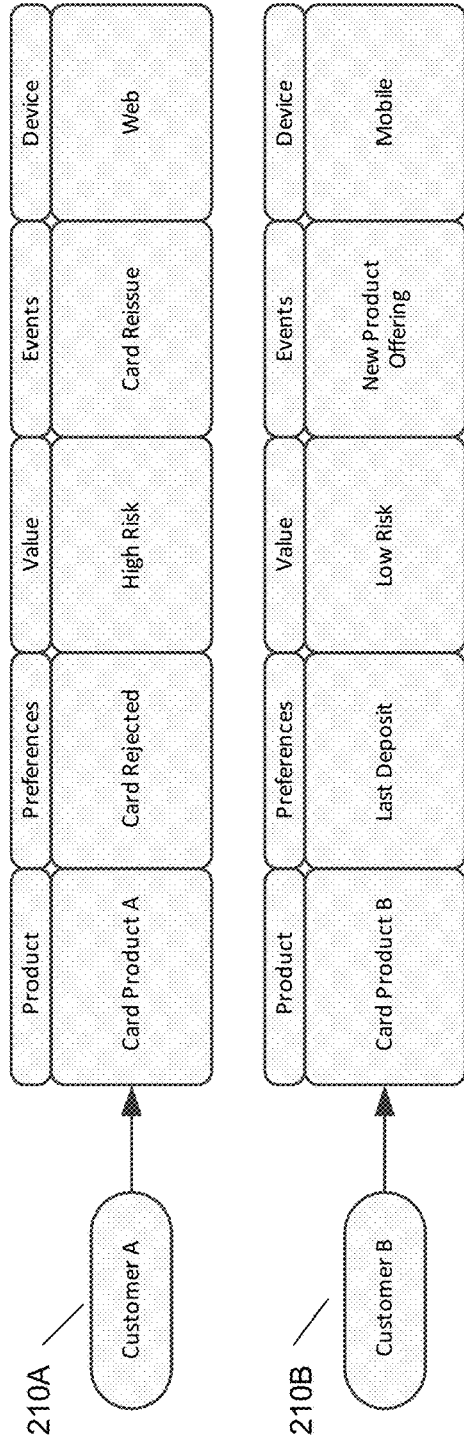 210A
Customer A
Product
Preferences
Value
Events
Device
Card Product A
Card Rejected
High Risk
Card Reissue
Web
210B
Customer B
Product
Preferences
Value
Events
Device
Card Product B
Last Deposit
Low Risk
New Product
Offering
Mobile